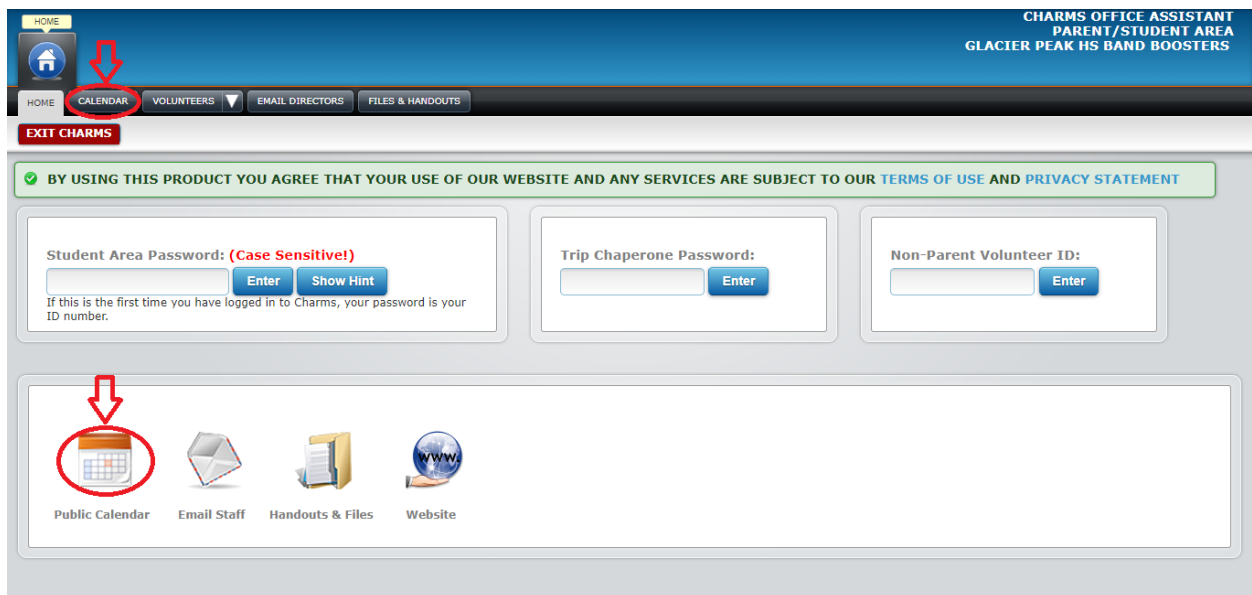 HOME
CHARMS OFFICE ASSISTANT
PARENT/STUDENT AREA
GLACIER PEAK HS BAND BOOSTERS
HOME CALENDAR VOLUNTEERS EMAIL DIRECTORS FILES & HANDOUTS
EXIT CHARMS
BY USING THIS PRODUCT YOU AGREE THAT YOUR USE OF OUR WEBSITE AND ANY SERVICES ARE SUBJECT TO OUR TERMS OF USE AND PRIVACY STATEMENT
Student Area Password: (Case Sensitive!)
Enter Show Hint
If this is the first time you have logged in to Charms, your password is your
ID number.
Trip Chaperone Password:
Enter
Non-Parent Volunteer ID:
Enter
www.
Public Calendar Email Staff Handouts & Files Website